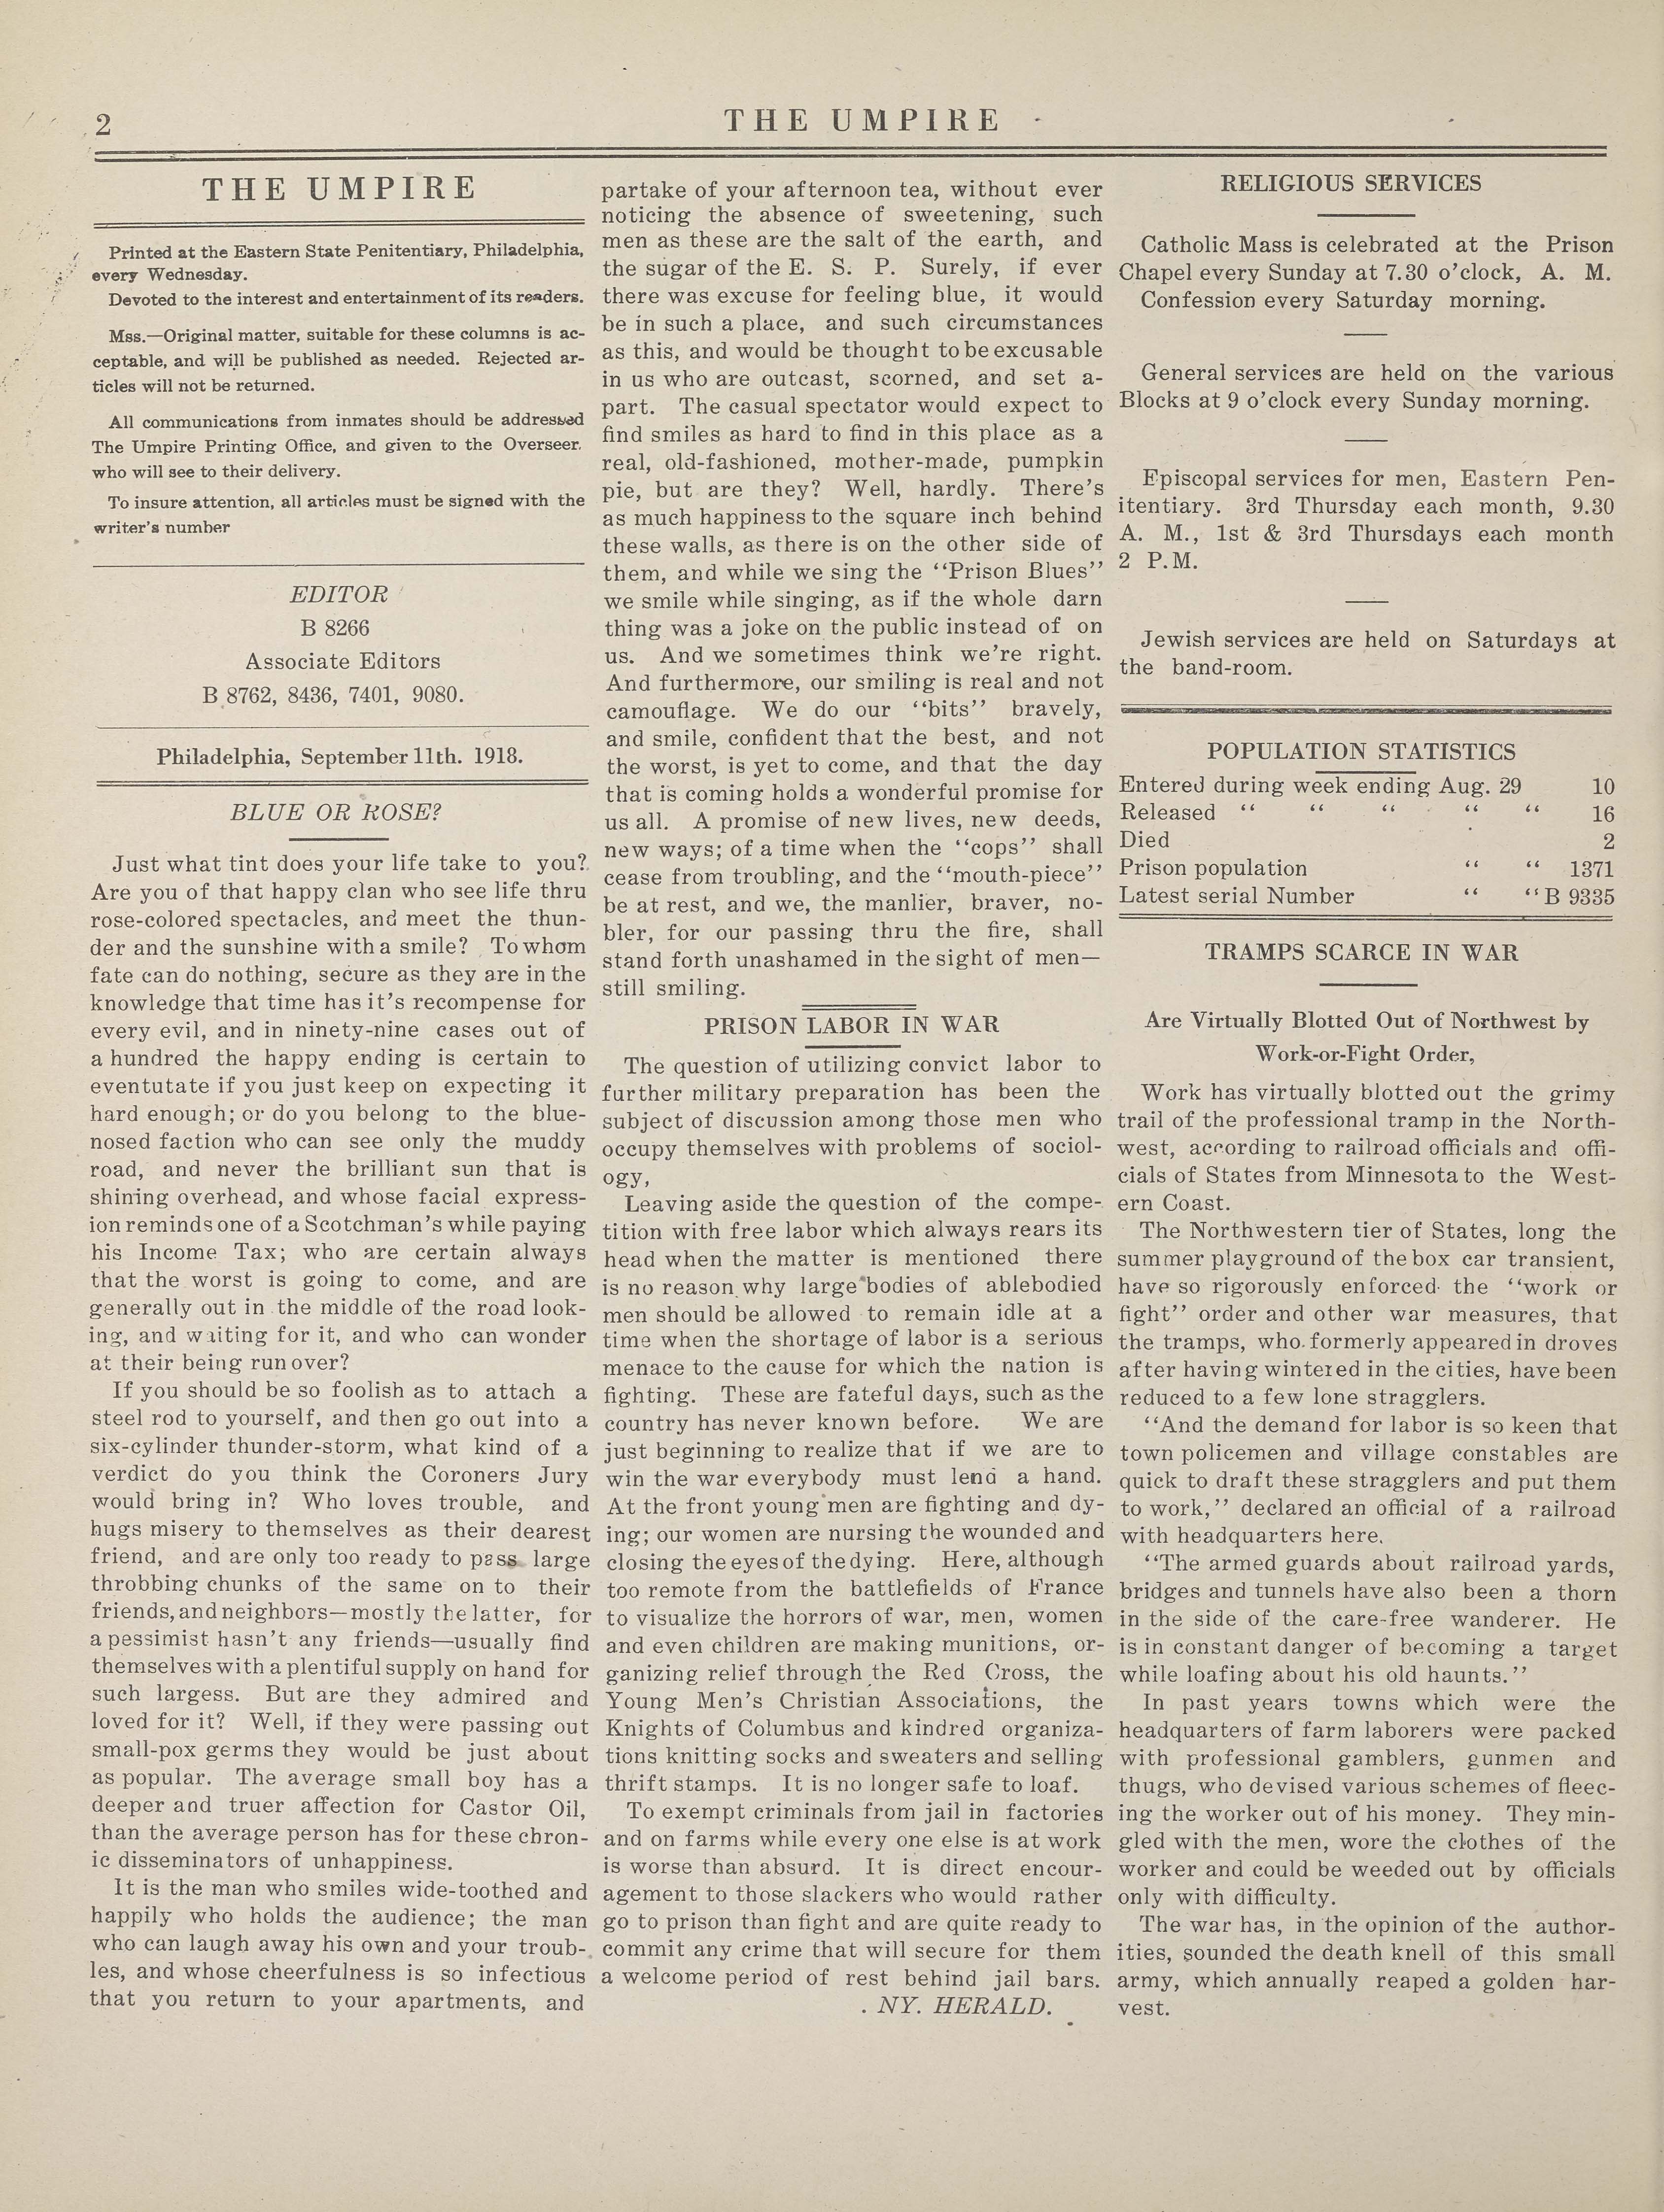 2
THE UMPIRE
THE UMPIRE
Printed at the Eastern State Penitentiary, Philadelphia,
every Wednesday.
Devoted to the interest and entertainment of its readers.
Mss.—Original matter, suitable for these columns is ac-
ceptable, and will be published as needed. Rejected ar-
ticles will not be returned.
All communications from inmates should be addressed
The Umpire Printing Office, and given to the Overseer,
who will see to their delivery.
To insure attention, all articles must be signed with the
writer's number
EDITOR
B 8266
Associate Editors
B 8762, 8436, 7401, 9080.
Philadelphia, September 11th. 1918.
BLUE OR ROSE?
Just what tint does your life take to you?
Are you of that happy clan who see life thru
rose-colored spectacles, and meet the thun-
der and the sunshine with a smile? To whom
fate can do nothing, secure as they are in the
knowledge that time has it's recompense for
every evil, and in ninety-nine cases out of
a hundred the happy ending is certain to
eventutate if you just keep on expecting it
hard enough; or do you belong to the blue-
nosed faction who can see only the muddy
road, and never the brilliant sun that is
shining overhead, and whose facial express-
ion reminds one of a Scotchman's while paying
his Income Tax; who are certain always
that the worst is going to come, and are
generally out in the middle of the road look-
ing, and waiting for it, and who can wonder
at their being run over?
If you should be so foolish as to attach a
steel rod to yourself, and then go out into a
six-cylinder thunder-storm, what kind of a
verdict do you think the Coroners Jury
would bring in? Who loves trouble, and
hugs misery to themselves as their dearest
friend, and are only too ready to pass large
throbbing chunks of the same on to their
friends, and neighbors—mostly the latter, for
a pessimist hasn't any friends—usually find
themselves with a plentiful supply on hand for
such largess. But are they admired and
loved for it? Well, if they were passing out
small-pox germs they would be just about
as popular. The average small boy has a
deeper and truer affection for Castor Oil,
than the average person has for these chron-
ic disseminators of unhappiness.
It is the man who smiles wide-toothed and
happily who holds the audience; the man
who can laugh away his own and your troub-
les, and whose cheerfulness is so infectious
that you return to your apartments, and
partake of your afternoon tea, without ever
noticing the absence of sweetening, such
men as these are the salt of the earth, and
the sugar of the E. S. P. Surely, if ever
there was excuse for feeling blue, it would
be in such a place, and such circumstances
as this, and would be thought to be excusable
in us who are outcast, scorned, and set a-
part. The casual spectator would expect to
find smiles as hard to find in this place as a
real, old-fashioned, mother-made, pumpkin
pie, but are they? Well, hardly. There's
as much happiness to the square inch behind
these walls, as there is on the other side of
them, and while we sing the ''Prison Blues''
we smile while singing, as if the whole darn
thing was a joke on the public instead of on
us. And we sometimes think we're right.
And furthermore, our smiling is real and not
camouflage. We do our ''bits'' bravely,
and smile, confident that the best, and not
the worst, is yet to come, and that the day
that is coming holds a wonderful promise for
us all. A promise of new lives, new deeds,
new ways; of a time when the ''cops'' shall
cease from troubling, and the ''mouth-piece''
be at rest, and we, the manlier, braver, no-
bler, for our passing thru the fire, shall
stand forth unashamed in the sight of men—
still smiling.
PRISON LABOR IN WAR
The question of utilizing convict labor to
further military preparation has been the
subject of discussion among those men who
occupy themselves with problems of sociol-
ogy,
Leaving aside the question of the compe-
tition with free labor which always rears its
head when the matter is mentioned there
is no reason why large bodies of ablebodied
men should be allowed to remain idle at a
time when the shortage of labor is a serious
menace to the cause for which the nation is
fighting. These are fateful days, such as the
country has never known before. We are
just beginning to realize that if we are to
win the war everybody must lend a hand.
At the front young men are fighting and dy-
ing; our women are nursing the wounded and
closing the eyes of the dying. Here, although
too remote from the battlefields of France
to visualize the horrors of war, men, women
and even children are making munitions, or-
ganizing relief through the Red Cross, the
Young Men's Christian Associations, the
Knights of Columbus and kindred organiza-
tions knitting socks and sweaters and selling
thrift stamps. It is no longer safe to loaf.
To exempt criminals from jail in factories
and on farms while every one else is at work
is worse than absurd. It is direct encour-
agement to those slackers who would rather
go to prison than fight and are quite ready to
commit any crime that will secure for them
a welcome period of rest behind jail bars.
. NY. HERALD.
RELIGIOUS SERVICES
Catholic Mass is celebrated at the Prison
Chapel every Sunday at 7.30 o'clock, A. M.
Confession every Saturday morning.
General services are held on the various
Blocks at 9 o'clock every Sunday morning.
Episcopal services for men, Eastern Pen-
itentiary. 3rd Thursday each month, 9.30
A. M., 1st & 3rd Thursdays each month
2 P.M.
Jewish services are held on Saturdays at
the band-room.
POPULATION STATISTICS
Entered during week ending Aug. 29 10
Released '' '' '' '' '' 16
Died 2
Prison population '' '' 1371
Latest serial Number '' '' B 9335
TRAMPS SCARCE IN WAR
Are Virtually Blotted Out of Northwest by
Work-or-Fight Order,
Work has virtually blotted out the grimy
trail of the professional tramp in the North-
west, according to railroad officials and offi-
cials of States from Minnesota to the West-
ern Coast.
The Northwestern tier of States, long the
summer playground of the box car transient,
have so rigorously enforced the ''work or
fight'' order and other war measures, that
the tramps, who formerly appeared in droves
after having wintered in the cities, have been
reduced to a few lone stragglers.
''And the demand for labor is so keen that
town policemen and village constables are
quick to draft these stragglers and put them
to work,'' declared an official of a railroad
with headquarters here.
''The armed guards about railroad yards,
bridges and tunnels have also been a thorn
in the side of the care-free wanderer. He
is in constant danger of becoming a target
while loafing about his old haunts.''
In past years towns which were the
headquarters of farm laborers were packed
with professional gamblers, gunmen and
thugs, who devised various schemes of fleec-
ing the worker out of his money. They min-
gled with the men, wore the clothes of the
worker and could be weeded out by officials
only with difficulty.
The war has, in the opinion of the author-
ities, sounded the death knell of this small
army, which annually reaped a golden har-
vest.